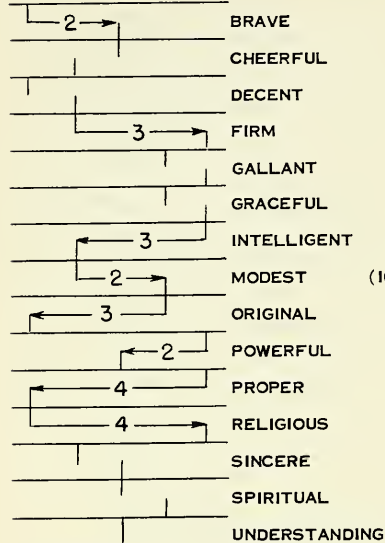 2 BRAVE
CHEERFUL
DECENT
3 FIRM
GALLANT
GRACEFUL
3 INTELLIGENT
2 MODEST (10
3 ORIGINAL
2 POWERFUL
4 PROPER
4 RELIGIOUS
SINCERE
SPIRITUAL
UNDERSTANDING